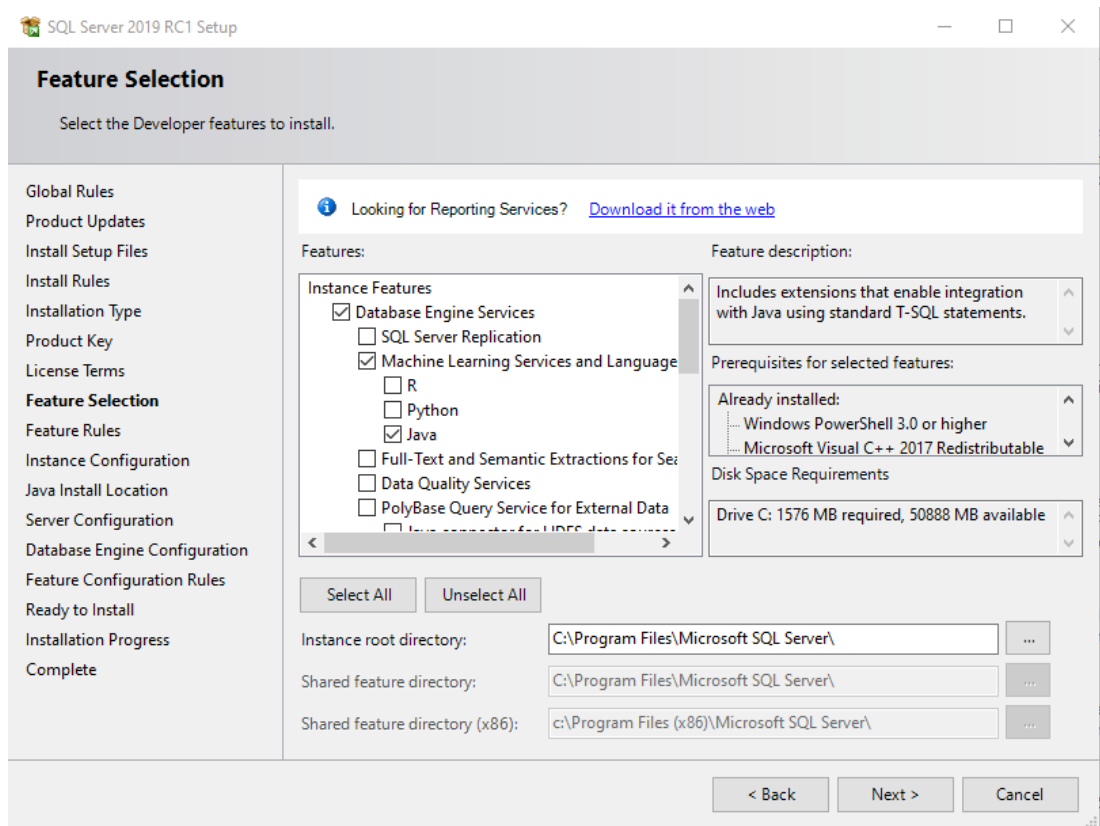 SQL Server 2019 RC1 Setup
Feature Selection
Select the Developer features to install.
Global Rules
Product Updates
Install Setup Files
Install Rules
Installation Type
Product Key
License Terms
Feature Selection
Feature Rules
Instance Configuration
Java Install Location
Server Configuration
Database Engine Configuration
Feature Configuration Rules
Ready to Install
Installation Progress
Complete
Looking for Reporting Services? Download it from the web
Features:
Instance Features
Database Engine Services
SQL Server Replication
Machine Learning Services and Language
R
Python
Java
Full-Text and Semantic Extractions for Sea
Data Quality Services
PolyBase Query Service for External Data
Java connector for HDFS data sources
Feature description:
Includes extensions that enable integration
with Java using standard T-SQL statements.
Prerequisites for selected features:
Already installed:
Windows PowerShell 3.0 or higher
Microsoft Visual C++ 2017 Redistributable
Disk Space Requirements
Drive C: 1576 MB required, 50888 MB available
Select All
Unselect All
Instance root directory:
C:\Program Files\Microsoft SQL Server\
...
Shared feature directory:
C:\Program Files\Microsoft SQL Server\
...
Shared feature directory (x86):
c:\Program Files (x86)\Microsoft SQL Server\
...
< Back
Next >
Cancel